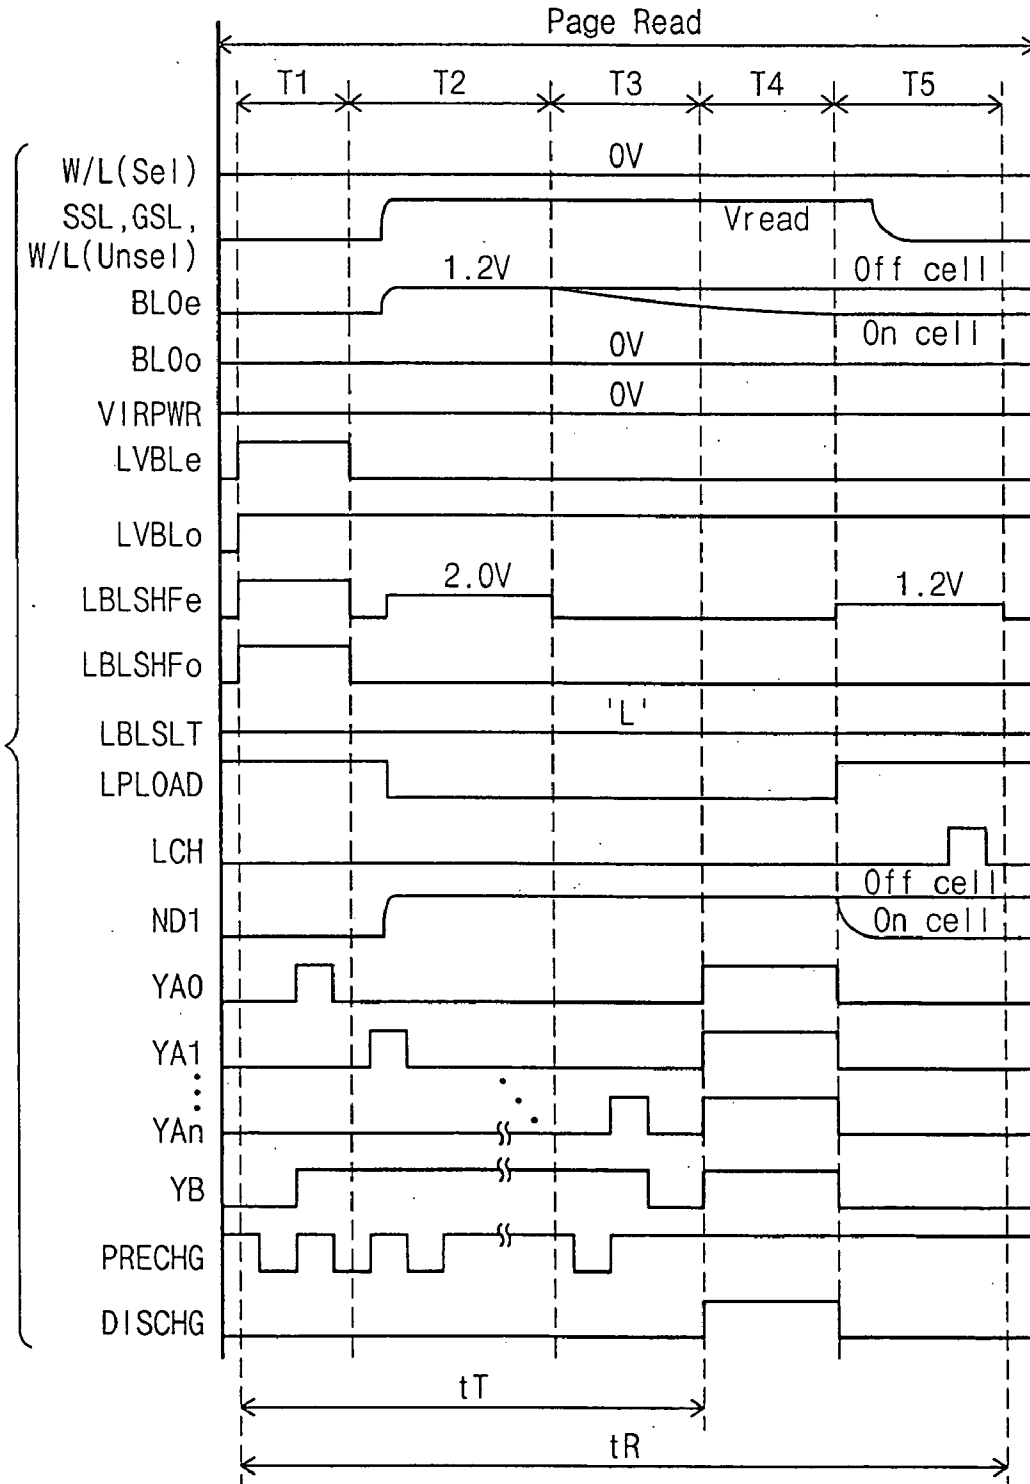 Page Read
T1 T2 T3 T4 T5
W/L(Sel) 0V
SSL,GSL,
W/L(Unsel) Vread
BL0e 1.2V Off cell
On cell
BL0o 0V
VIRPWR 0V
LVBLe
LVBLo
LBLSHFe 2.0V 1.2V
LBLSHFo
LBLSLT 'L'
LPLOAD
LCH
ND1 Off cell
On cell
YA0
YA1
YAn
YB
PRECHG
DISCHG
tT
tR